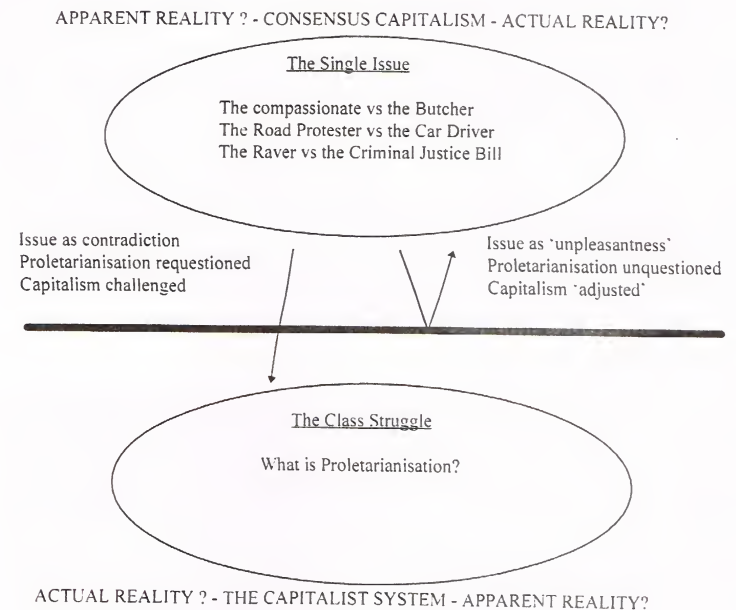 APPARENT REALITY ? - CONSENSUS CAPITALISM - ACTUAL REALITY?
The Single Issue
The compassionate vs the Butcher
The Road Protester vs the Car Driver
The Raver vs the Criminal Justice Bill
Issue as contradiction
Proletarianisation requestioned
Capitalism challenged
Issue as 'unpleasantness'
Proletarianisation unquestioned
Capitalism 'adjusted'
The Class Struggle
What is Proletarianisation?
ACTUAL REALITY ? - THE CAPITALIST SYSTEM - APPARENT REALITY?